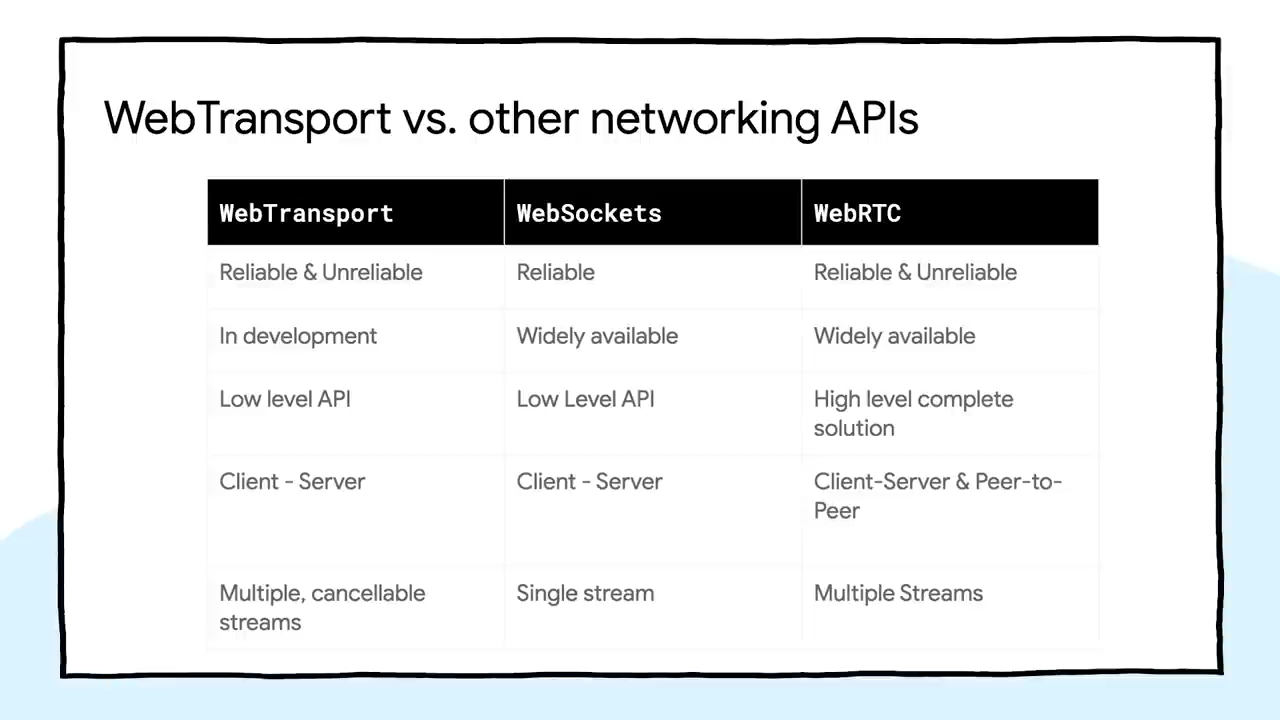 WebTransport vs. other networking APIs
WebTransport WebSockets WebRTC
Reliable & Unreliable Reliable Reliable & Unreliable
In development Widely available Widely available
Low level API Low Level API High level complete
solution
Client - Server Client - Server Client-Server & Peer-to-
Peer
Multiple, cancellable Single stream Multiple Streams
streams